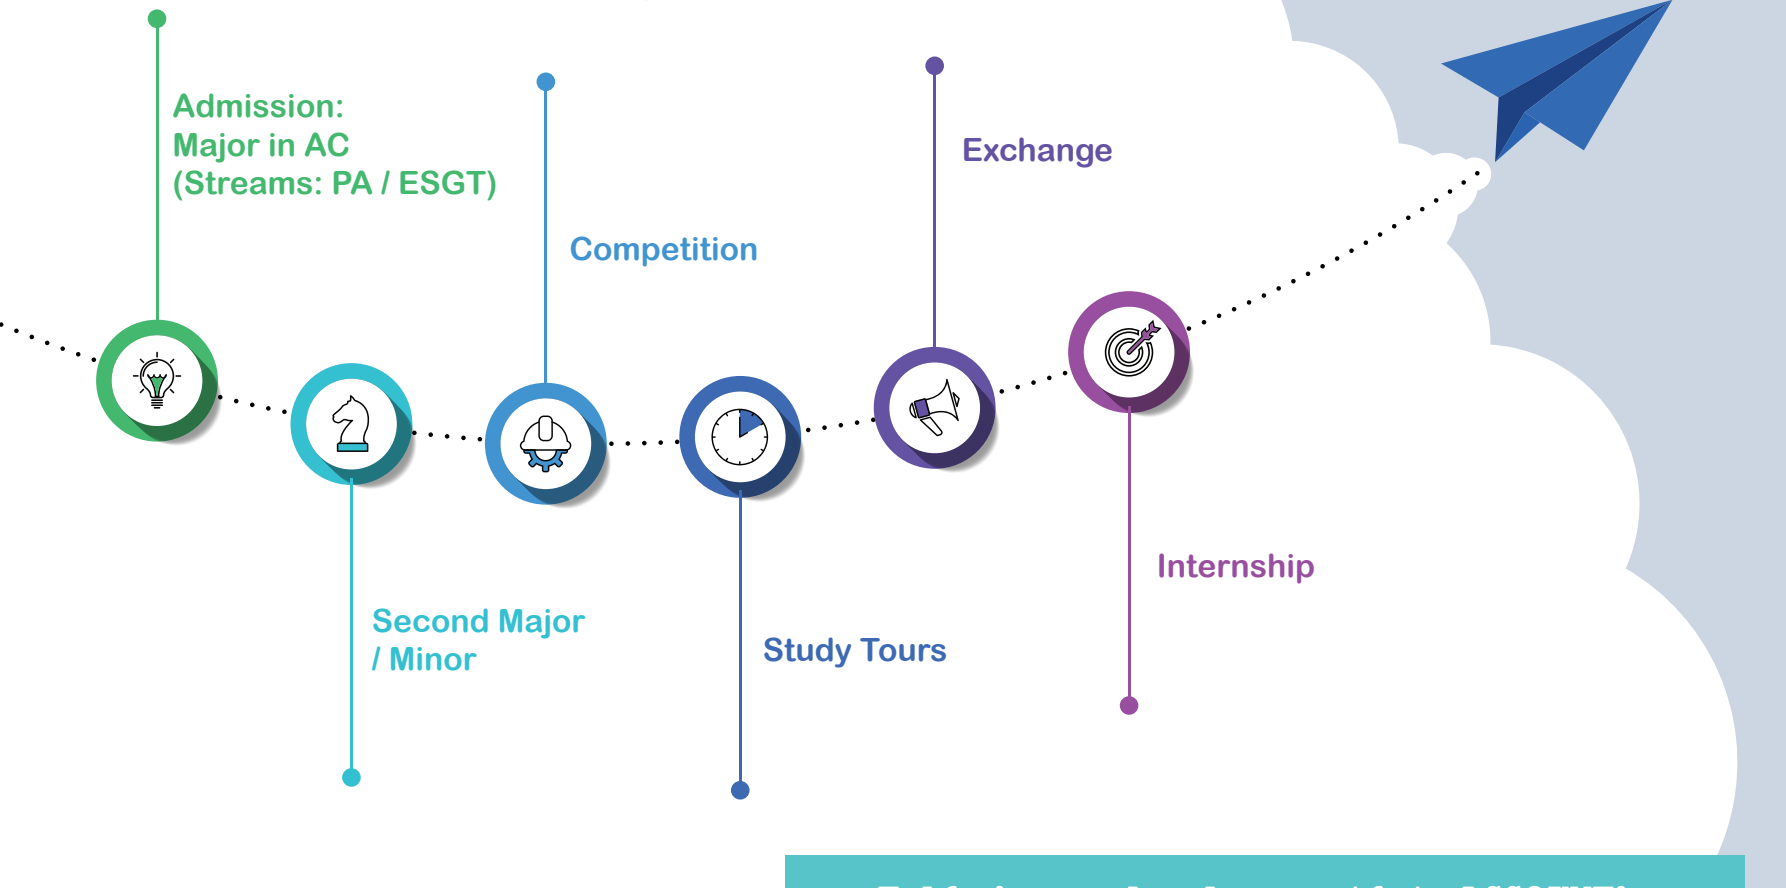 Admission:
Major in AC
(Streams: PA / ESGT)
Second Major
/ Minor
Competition
Study Tours
Exchange
Internship